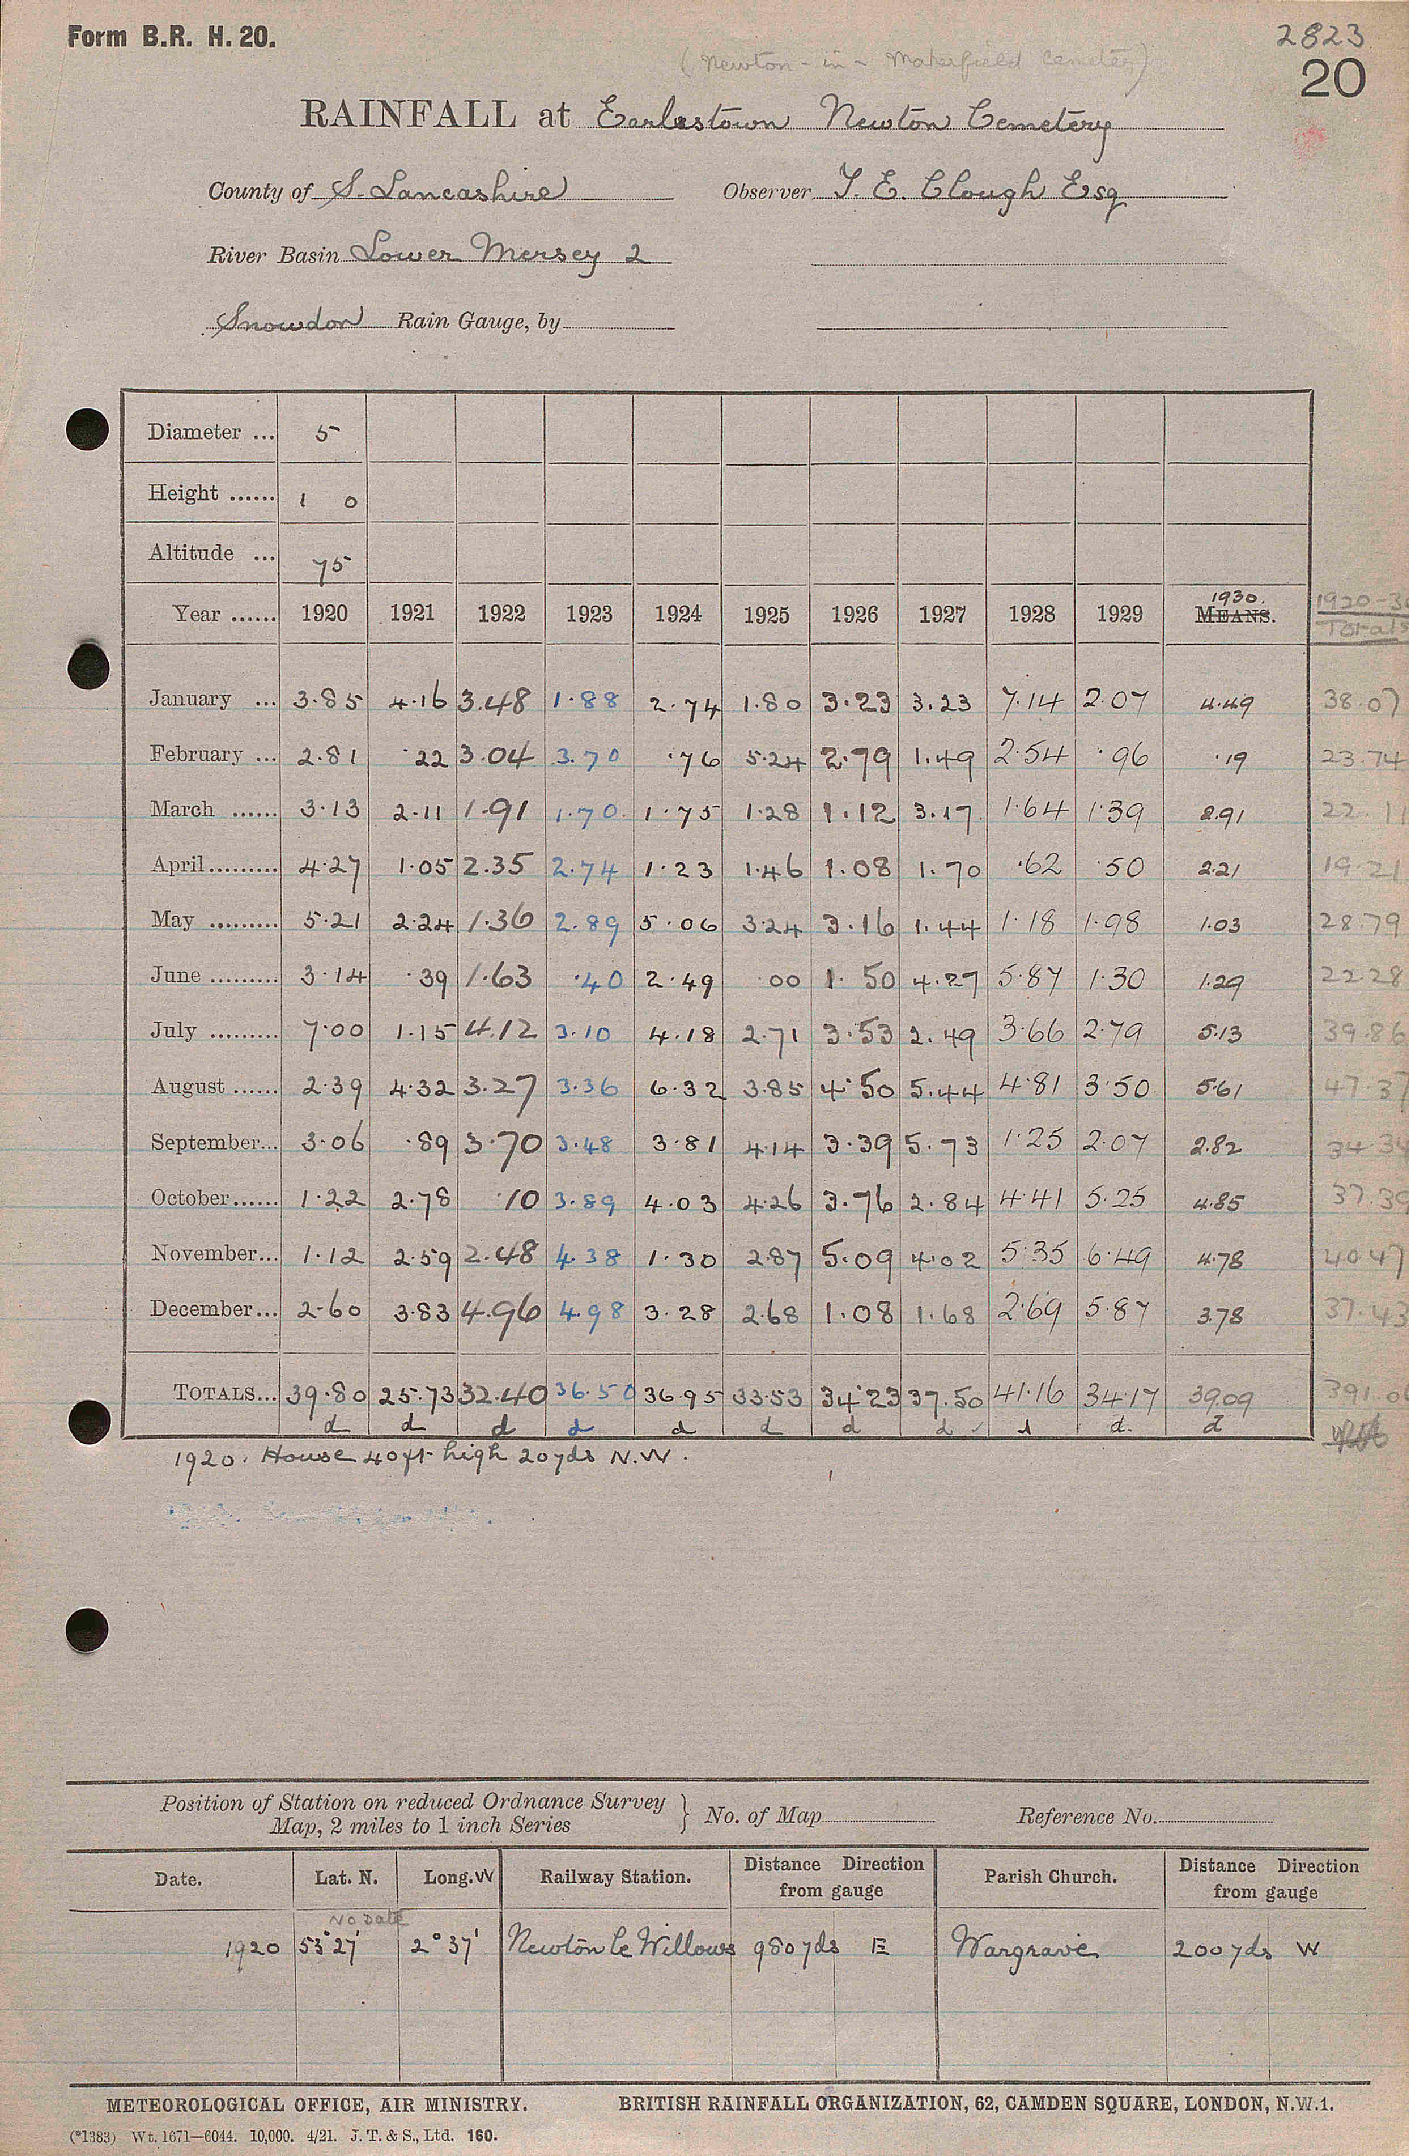 Form B.R. H. 20.
2823
(Newton-in-Makerfield Cemetery)
20
RAINFALL at Earlestown Newton Cemetery
County of S. Lancashire Observer T. E. Clough Esq
River Basin Lower Mersey 2
Snowdon Rain Gauge, by
Diameter ... 5
Height ...... 1 0
Altitude ... 75
Year ...... 1920 1921 1922 1923 1924 1925 1926 1927 1928 1929 1930. MEANS. 1920-30 Totals
January ... 3.85 4.16 3.48 1.88 2.74 1.80 3.23 3.23 7.14 2.07 4.49 38.07
February ... 2.81 .22 3.04 3.70 .76 5.24 2.79 1.49 2.54 .96 .19 23.74
March ...... 3.13 2.11 1.91 1.70 1.75 1.28 1.12 3.17 1.64 1.39 2.91 22.11
April ......... 4.27 1.05 2.35 2.74 1.23 1.46 1.08 1.70 .62 .50 2.21 19.21
May ......... 5.21 2.24 1.36 2.89 5.06 3.24 3.16 1.44 1.18 1.98 1.03 28.79
June ......... 3.14 .39 1.63 .40 2.49 .00 1.50 4.27 5.87 1.30 1.29 22.28
July ......... 7.00 1.15 4.12 3.10 4.18 2.71 3.53 2.49 3.66 2.79 5.13 39.86
August ...... 2.39 4.32 3.27 3.36 6.32 3.85 4.50 5.44 4.81 3.50 5.61 47.37
September... 3.06 .89 3.70 3.48 3.81 4.14 3.39 5.73 1.25 2.07 2.82 34.34
October...... 1.22 2.78 .10 3.89 4.03 4.26 3.76 2.84 4.41 5.25 4.85 37.39
November... 1.12 2.59 2.48 4.38 1.30 2.87 5.09 4.02 5.35 6.49 4.78 40.47
December... 2.60 3.83 4.96 4.98 3.28 2.68 1.08 1.68 2.69 5.87 3.78 37.43
TOTALS... 39.80 25.73 32.40 36.50 36.95 33.53 34.23 37.50 41.16 34.17 39.09 391.06
d d d d d d d d d d. d
1920. House 40ft high 20yds N.W.
Position of Station on reduced Ordnance Survey
Map, 2 miles to 1 inch Series } No. of Map Reference No.
Date. Lat. N. Long. W Railway Station. Distance Direction from gauge Parish Church. Distance Direction from gauge
NO Date
1920 53° 27' 2° 37' Newton le Willows 980 yds E Wargrave 200 yds W
METEOROLOGICAL OFFICE, AIR MINISTRY. BRITISH RAINFALL ORGANIZATION, 62, CAMDEN SQUARE, LONDON, N.W.1.
(*1383) Wt. 1671—6044. 10,000. 4/21. J. T. & S., Ltd. 160.